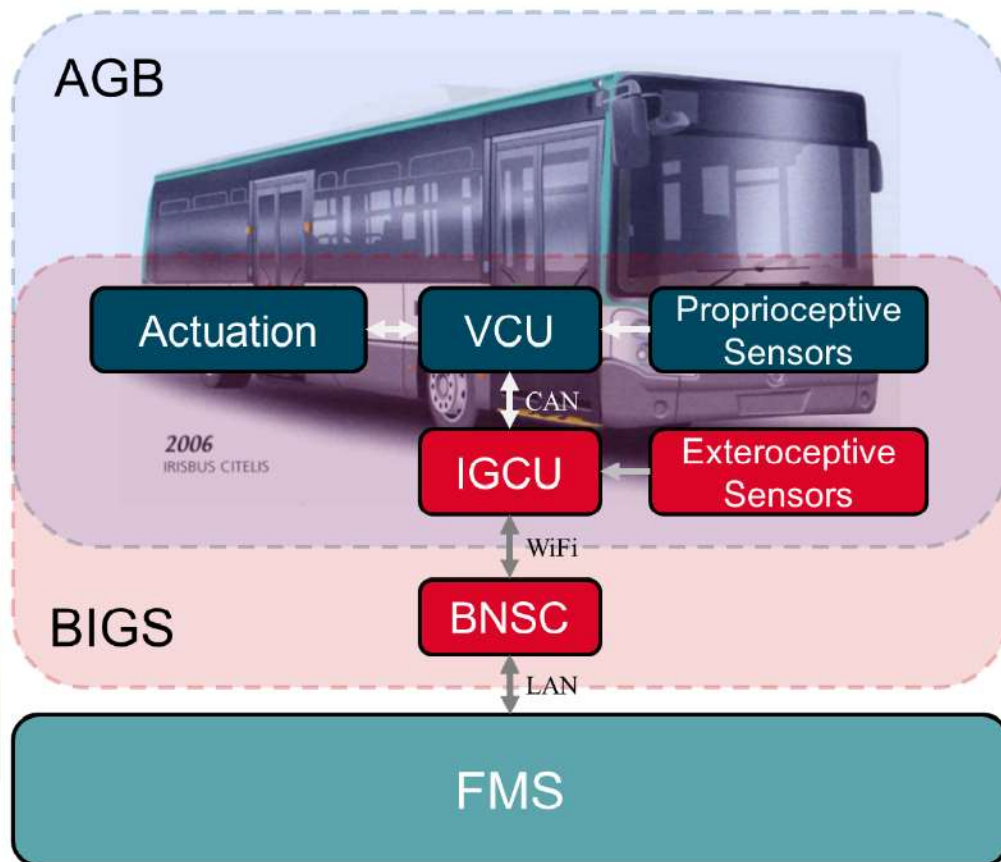 AGB
Actuation
VCU
Proprioceptive
Sensors
CAN
2006
IRISBUS CITELIS
IGCU
Exteroceptive
Sensors
WiFi
BIGS
BNSC
LAN
FMS